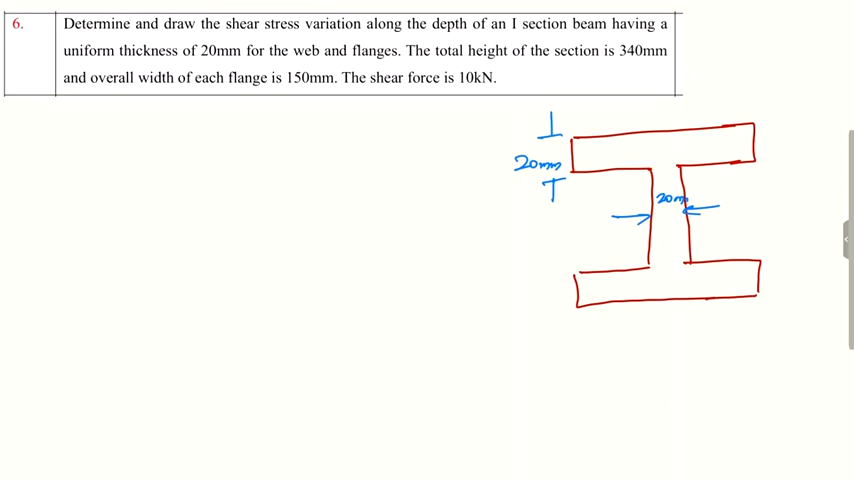 6.
Determine and draw the shear stress variation along the depth of an I section beam having a
uniform thickness of 20mm for the web and flanges. The total height of the section is 340mm
and overall width of each flange is 150mm. The shear force is 10kN.
20mm
20m